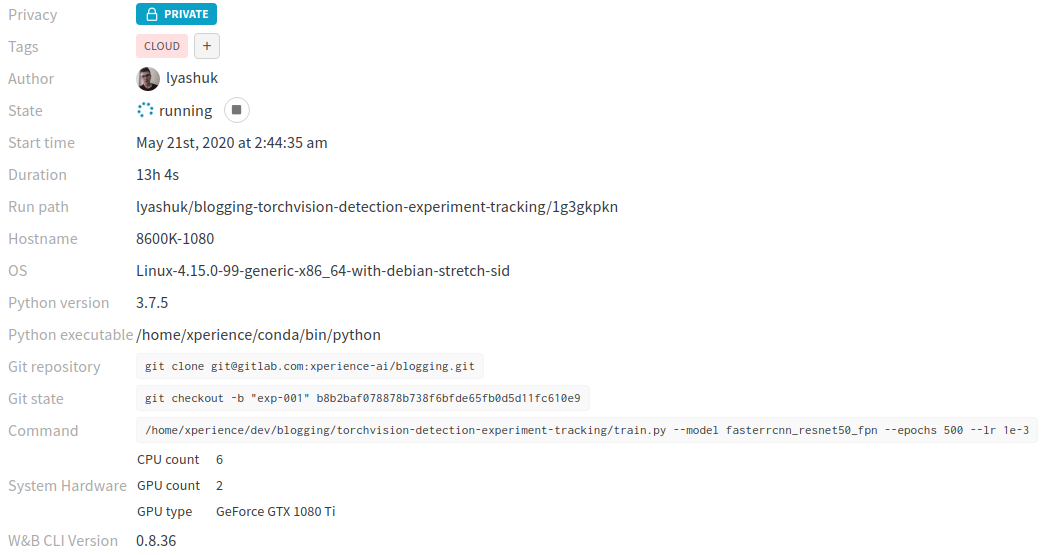 Privacy PRIVATE
Tags CLOUD +
Author lyashuk
State running
Start time May 21st, 2020 at 2:44:35 am
Duration 13h 4s
Run path lyashuk/blogging-torchvision-detection-experiment-tracking/1g3gkpkn
Hostname 8600K-1080
OS Linux-4.15.0-99-generic-x86_64-with-debian-stretch-sid
Python version 3.7.5
Python executable /home/xperience/conda/bin/python
Git repository git clone git@gitlab.com:xperience-ai/blogging.git
Git state git checkout -b "exp-001" b8b2baf078878b738f6bfde65fb0d5d11fc610e9
Command /home/xperience/dev/blogging/torchvision-detection-experiment-tracking/train.py --model fasterrcnn_resnet50_fpn --epochs 500 --lr 1e-3
CPU count 6
System Hardware GPU count 2
GPU type GeForce GTX 1080 Ti
W&B CLI Version 0.8.36